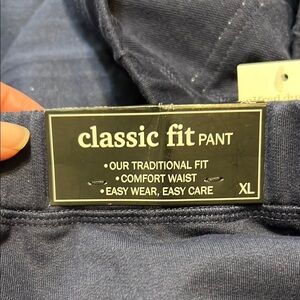 classic fit PANT
•OUR TRADITIONAL FIT
•COMFORT WAIST
•EASY WEAR, EASY CARE
XL